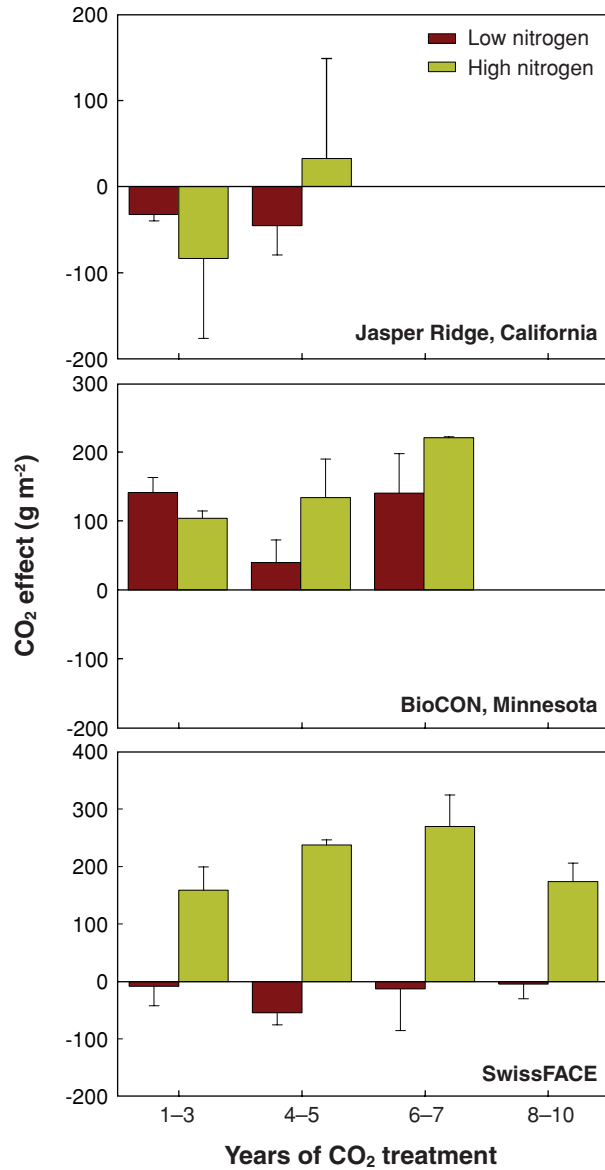 200
100
0
-100
-200
Low nitrogen
High nitrogen
Jasper Ridge, California
300
200
100
0
-100
-200
BioCON, Minnesota
400
300
200
100
0
-100
-200
SwissFACE
1–3 4–5 6–7 8–10
Years of CO₂ treatment
CO₂ effect (g m⁻²)